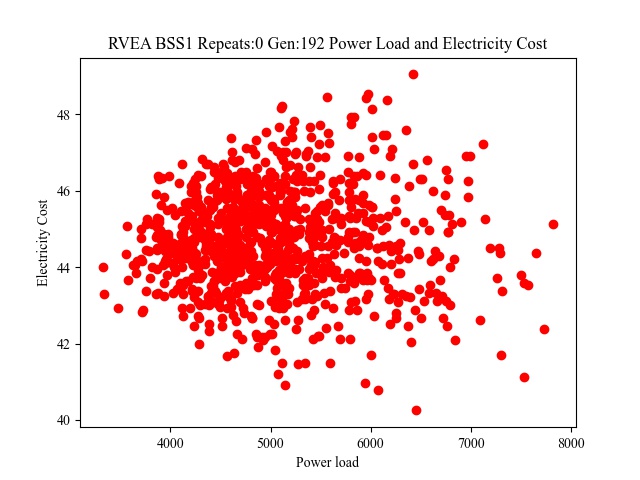 RVEA BSS1 Repeats:0 Gen:192 Power Load and Electricity Cost
48
46
44
42
40
Electricity Cost
4000 5000 6000 7000 8000
Power load